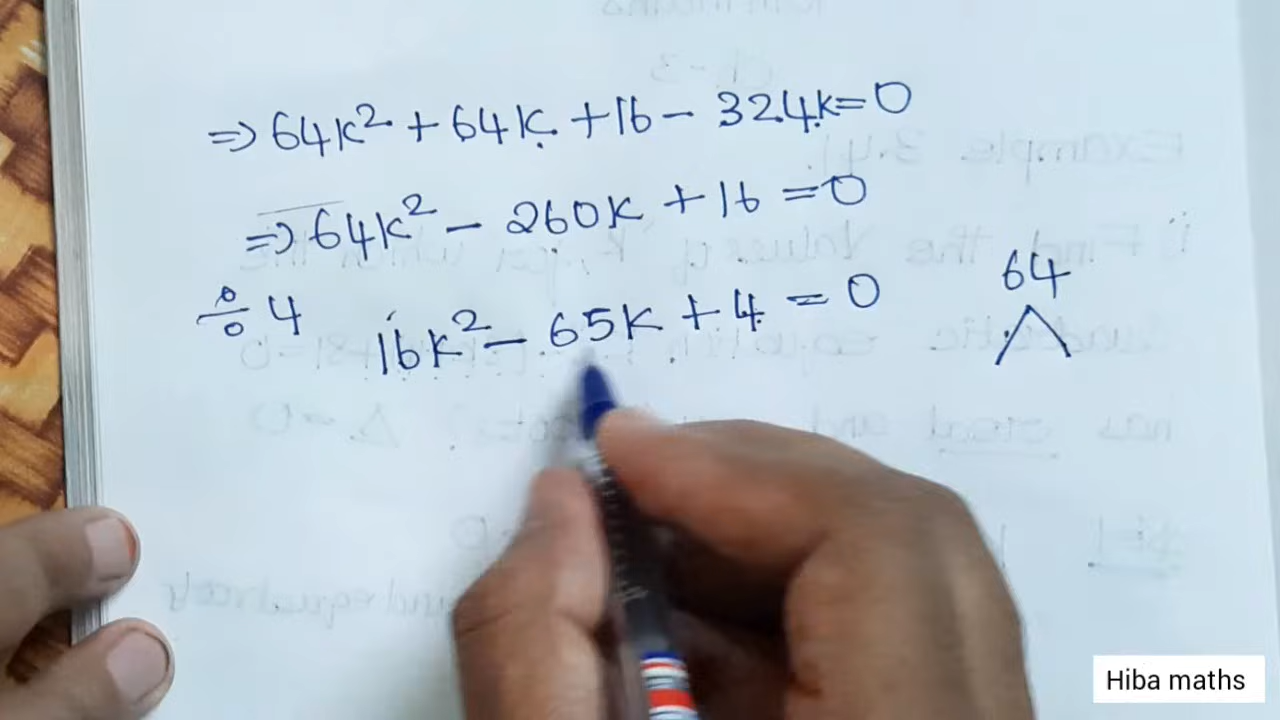 ⇒ 64k² + 64k + 16 - 324k = 0
⇒ 64k² - 260k + 16 = 0
÷ 4 16k² - 65k + 4 = 0
64
Hiba maths